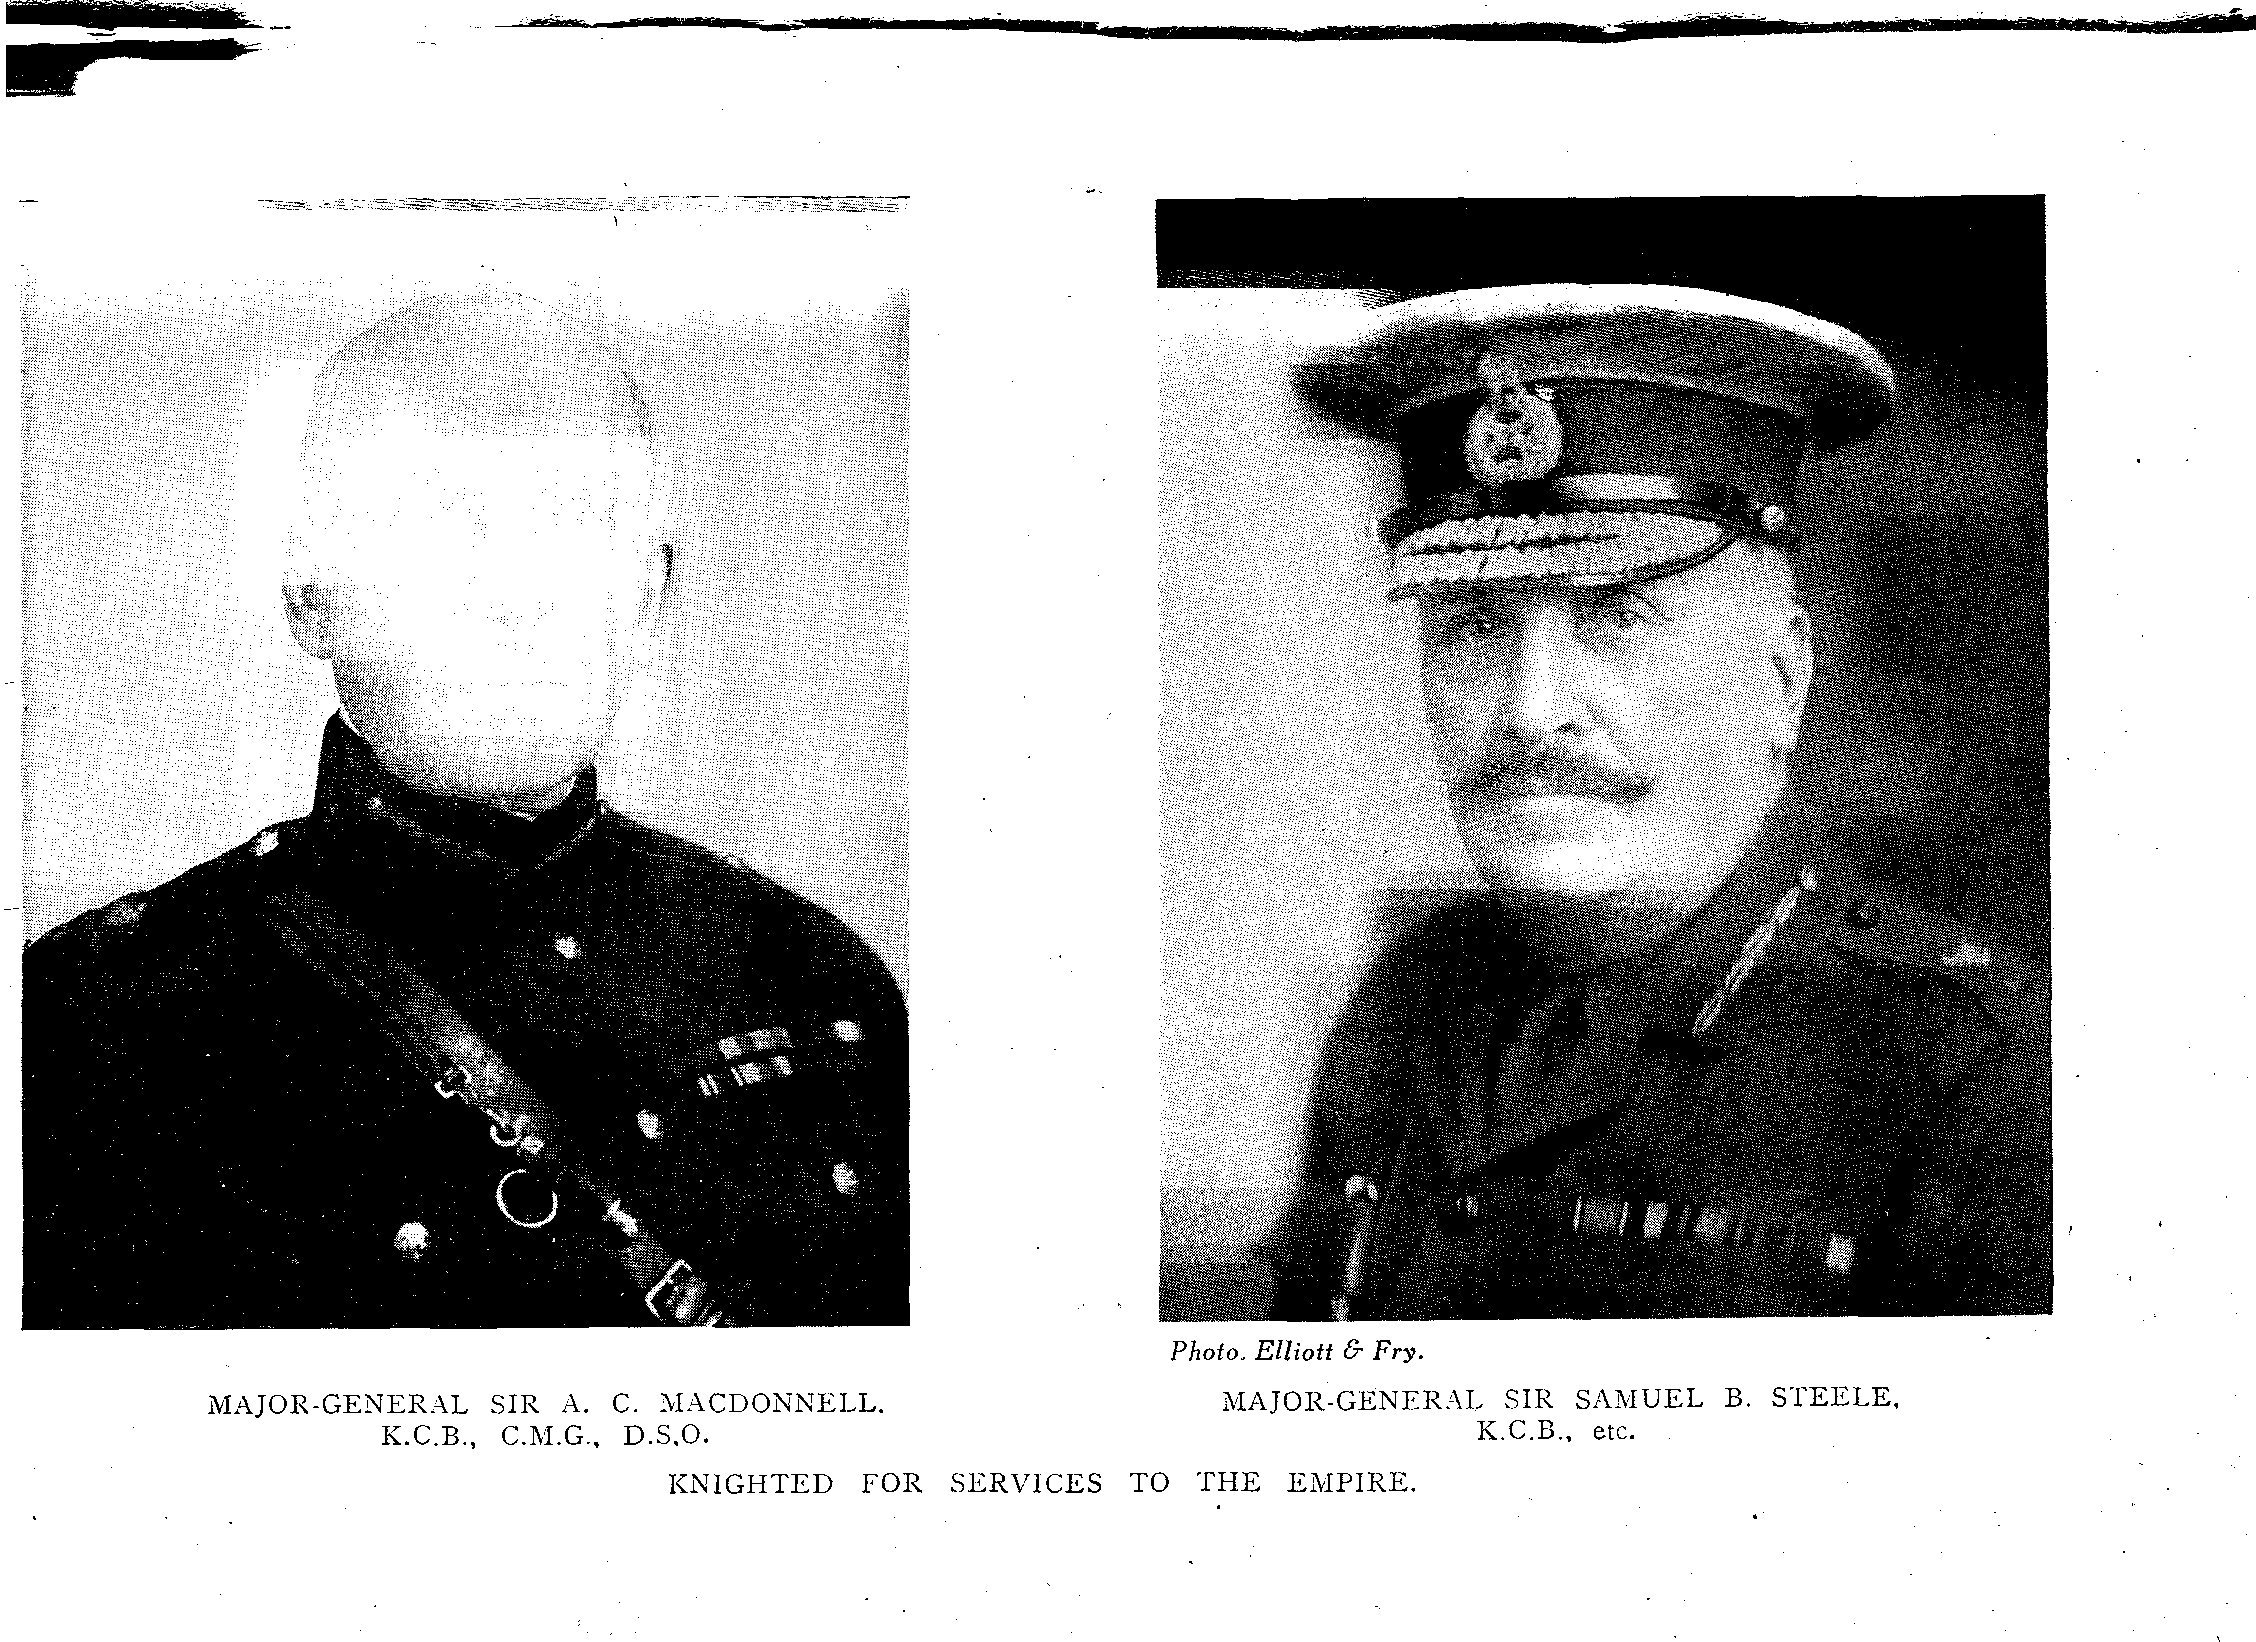 Photo. Elliott & Fry.
MAJOR-GENERAL SIR A. C. MACDONNELL.
K.C.B., C.M.G., D.S.O.
MAJOR-GENERAL SIR SAMUEL B. STEELE,
K.C.B., etc.
KNIGHTED FOR SERVICES TO THE EMPIRE.